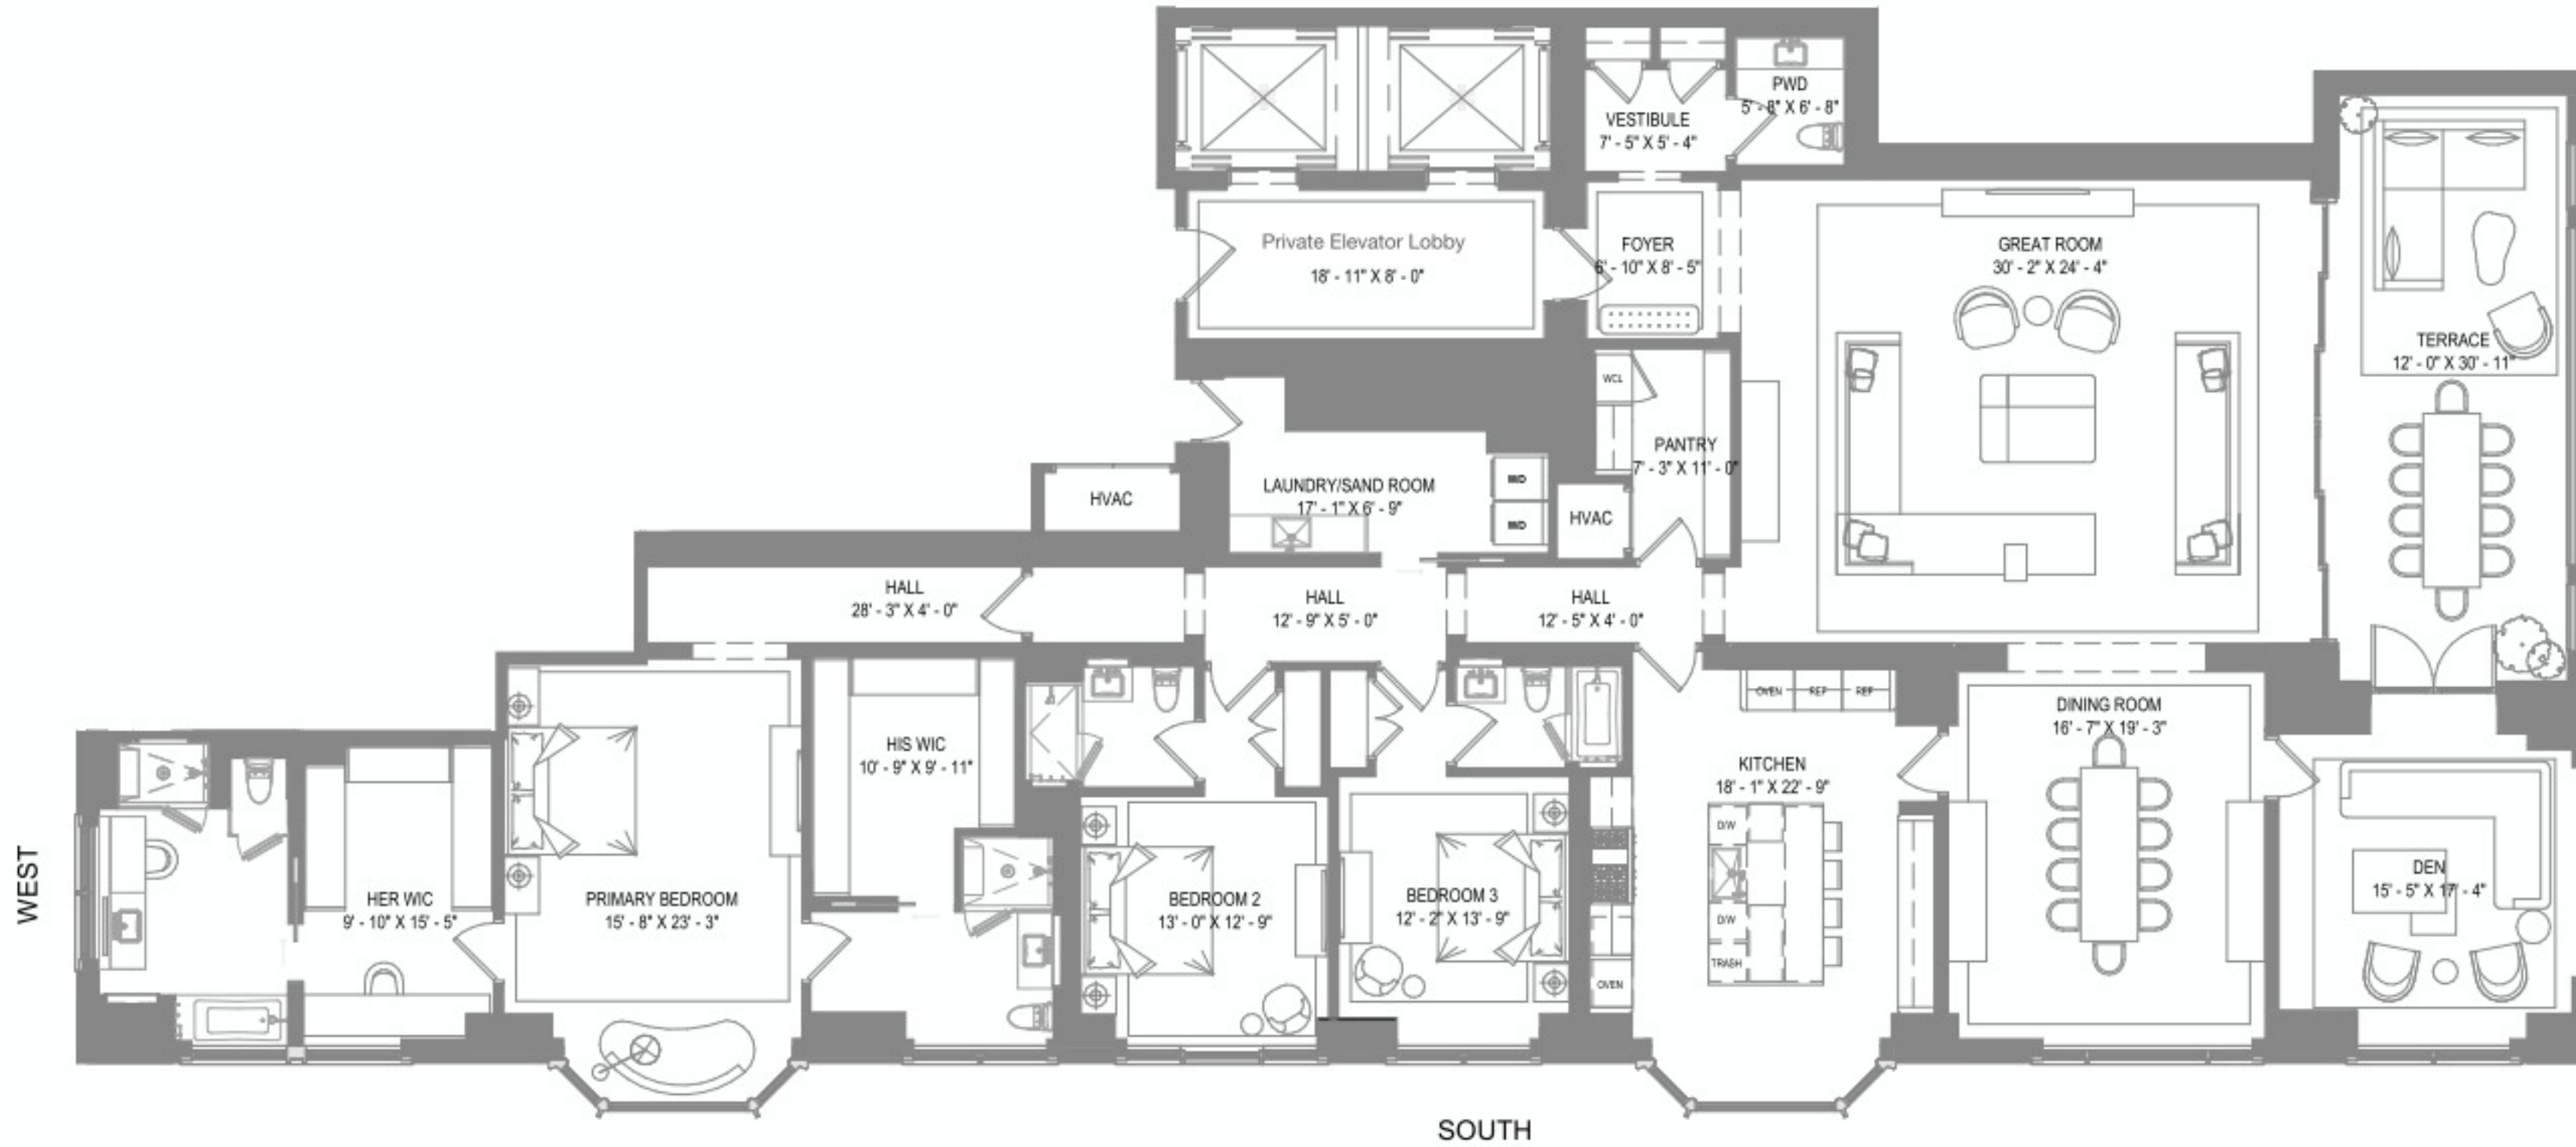 PWD
5' - 8" X 6' - 8"
VESTIBULE
7' - 5" X 5' - 4"
Private Elevator Lobby
18' - 11" X 8' - 0"
FOYER
6' - 10" X 8' - 5"
GREAT ROOM
30' - 2" X 24' - 4"
TERRACE
12' - 0" X 30' - 11"
WCL
PANTRY
7' - 3" X 11' - 0"
HVAC
LAUNDRY/SAND ROOM
17' - 1" X 6' - 9"
W/D
W/D
HVAC
HALL
28' - 3" X 4' - 0"
HALL
12' - 9" X 5' - 0"
HALL
12' - 5" X 4' - 0"
OVEN
REF
REF
DINING ROOM
16' - 7" X 19' - 3"
HIS WIC
10' - 9" X 9' - 11"
KITCHEN
18' - 1" X 22' - 9"
D/W
D/W
TRASH
OVEN
WEST
HER WIC
9' - 10" X 15' - 5"
PRIMARY BEDROOM
15' - 8" X 23' - 3"
BEDROOM 2
13' - 0" X 12' - 9"
BEDROOM 3
12' - 2" X 13' - 9"
DEN
15' - 5" X 17' - 4"
SOUTH